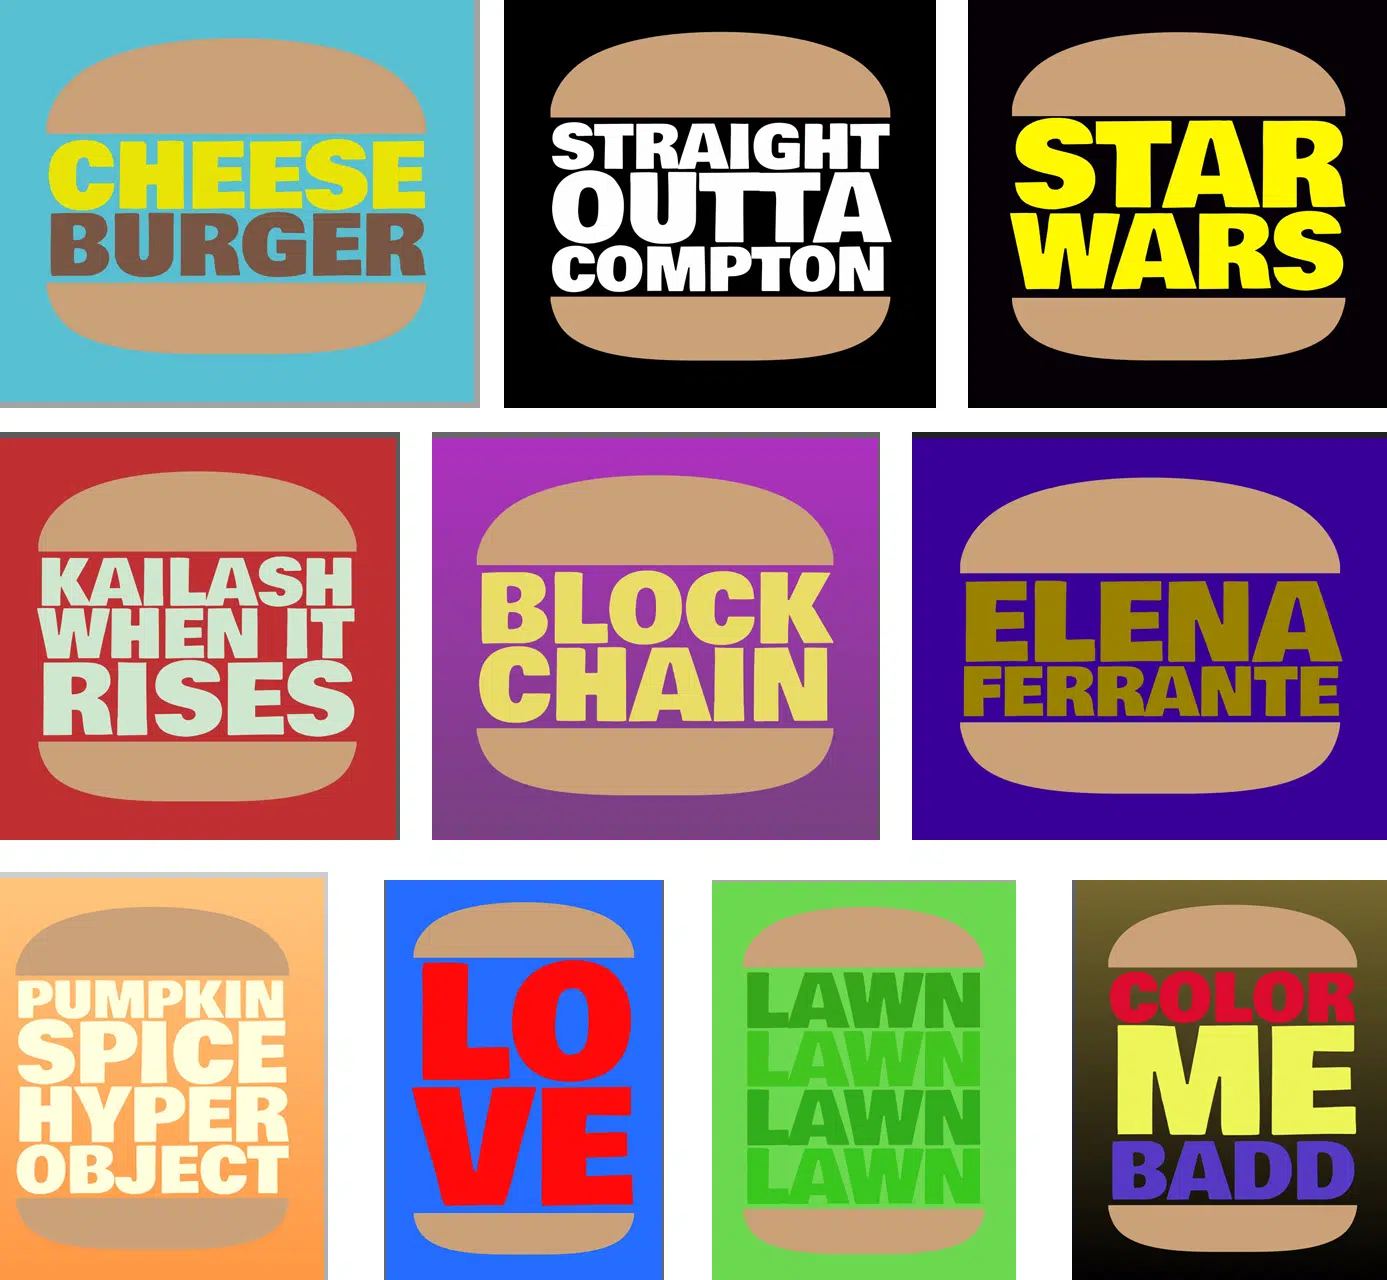 CHEESE
BURGER
STRAIGHT
OUTTA
COMPTON
STAR
WARS
KAILASH
WHEN IT
RISES
BLOCK
CHAIN
ELENA
FERRANTE
PUMPKIN
SPICE
HYPER
OBJECT
LO
VE
LAWN
LAWN
LAWN
LAWN
COLOR
ME
BADD